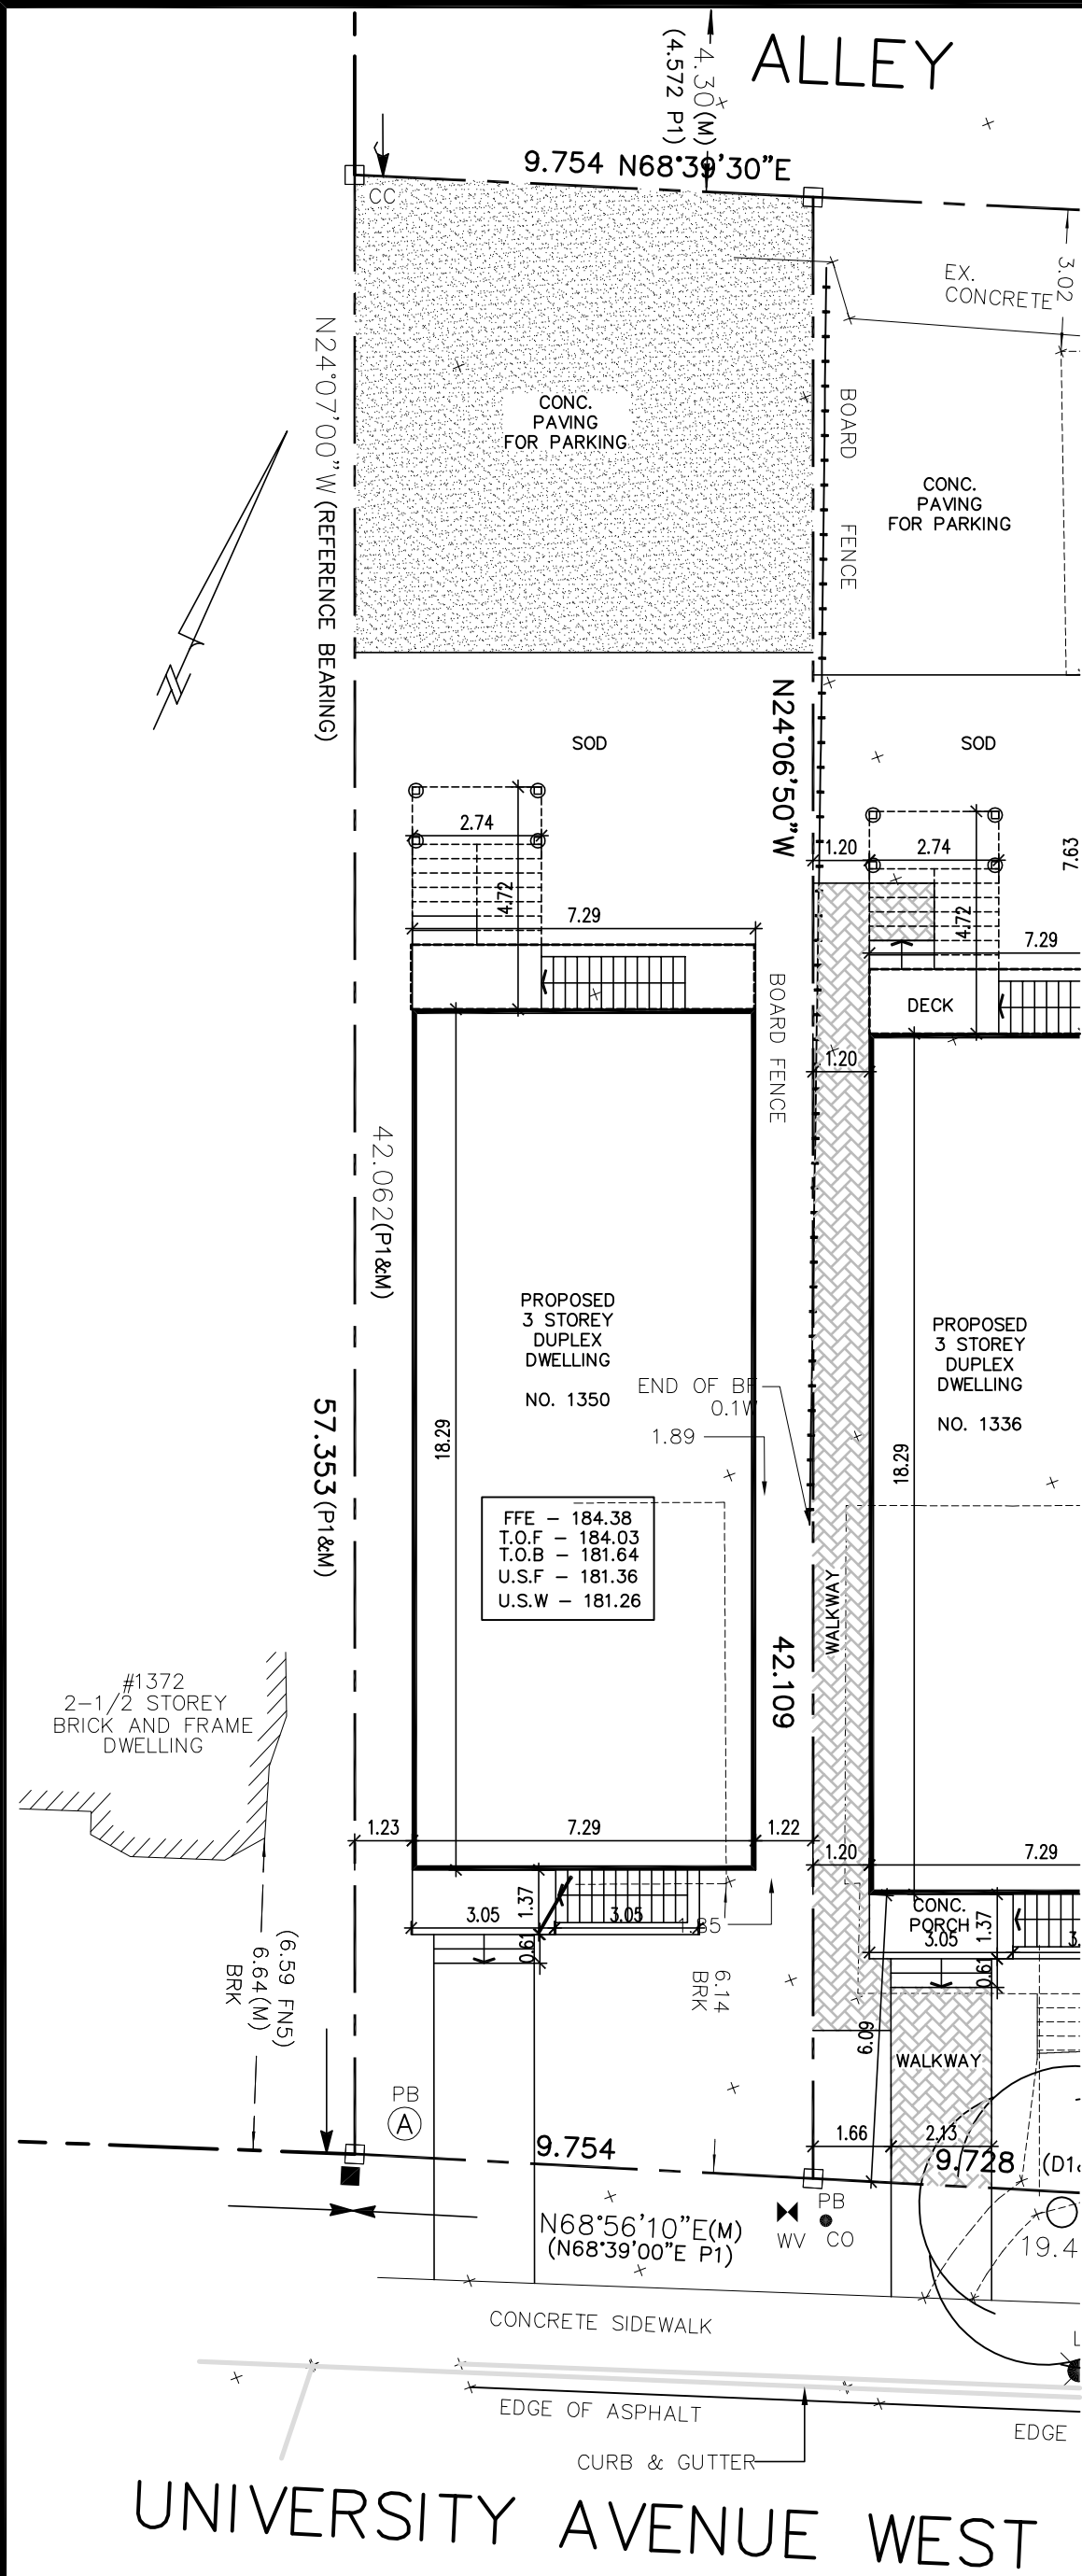 ALLEY
4.30(M)
(4.572 P1)
9.754 N68°39'30"E
CC
3.02
EX.
CONCRETE
N24°07'00"W (REFERENCE BEARING)
CONC.
PAVING
FOR PARKING
BOARD FENCE
CONC.
PAVING
FOR PARKING
SOD
N24°06'50"W
SOD
2.74
1.20
2.74
7.63
4.72
4.72
7.29
7.29
BOARD FENCE
DECK
1.20
42.062(P1&M)
PROPOSED
3 STOREY
DUPLEX
DWELLING
NO. 1350
PROPOSED
3 STOREY
DUPLEX
DWELLING
NO. 1336
END OF BF
0.1W
1.89
18.29
18.29
57.353 (P1&M)
FFE - 184.38
T.O.F - 184.03
T.O.B - 181.64
U.S.F - 181.36
U.S.W - 181.26
WALKWAY
42.109
#1372
2-1/2 STOREY
BRICK AND FRAME
DWELLING
1.23
7.29
1.22
1.20
7.29
3.05
1.37
3.05
1.85
0.61
CONC.
PORCH
3.05
1.37
3.
0.61
(6.59 FN5)
6.64(M)
BRK
6.14
BRK
6.09
WALKWAY
PB
A
9.754
1.66
2.13
9.728
(D1&
N68°56'10"E(M)
(N68°39'00"E P1)
PB
WV
CO
19.4
CONCRETE SIDEWALK
L
EDGE OF ASPHALT
EDGE
CURB & GUTTER
UNIVERSITY AVENUE WEST